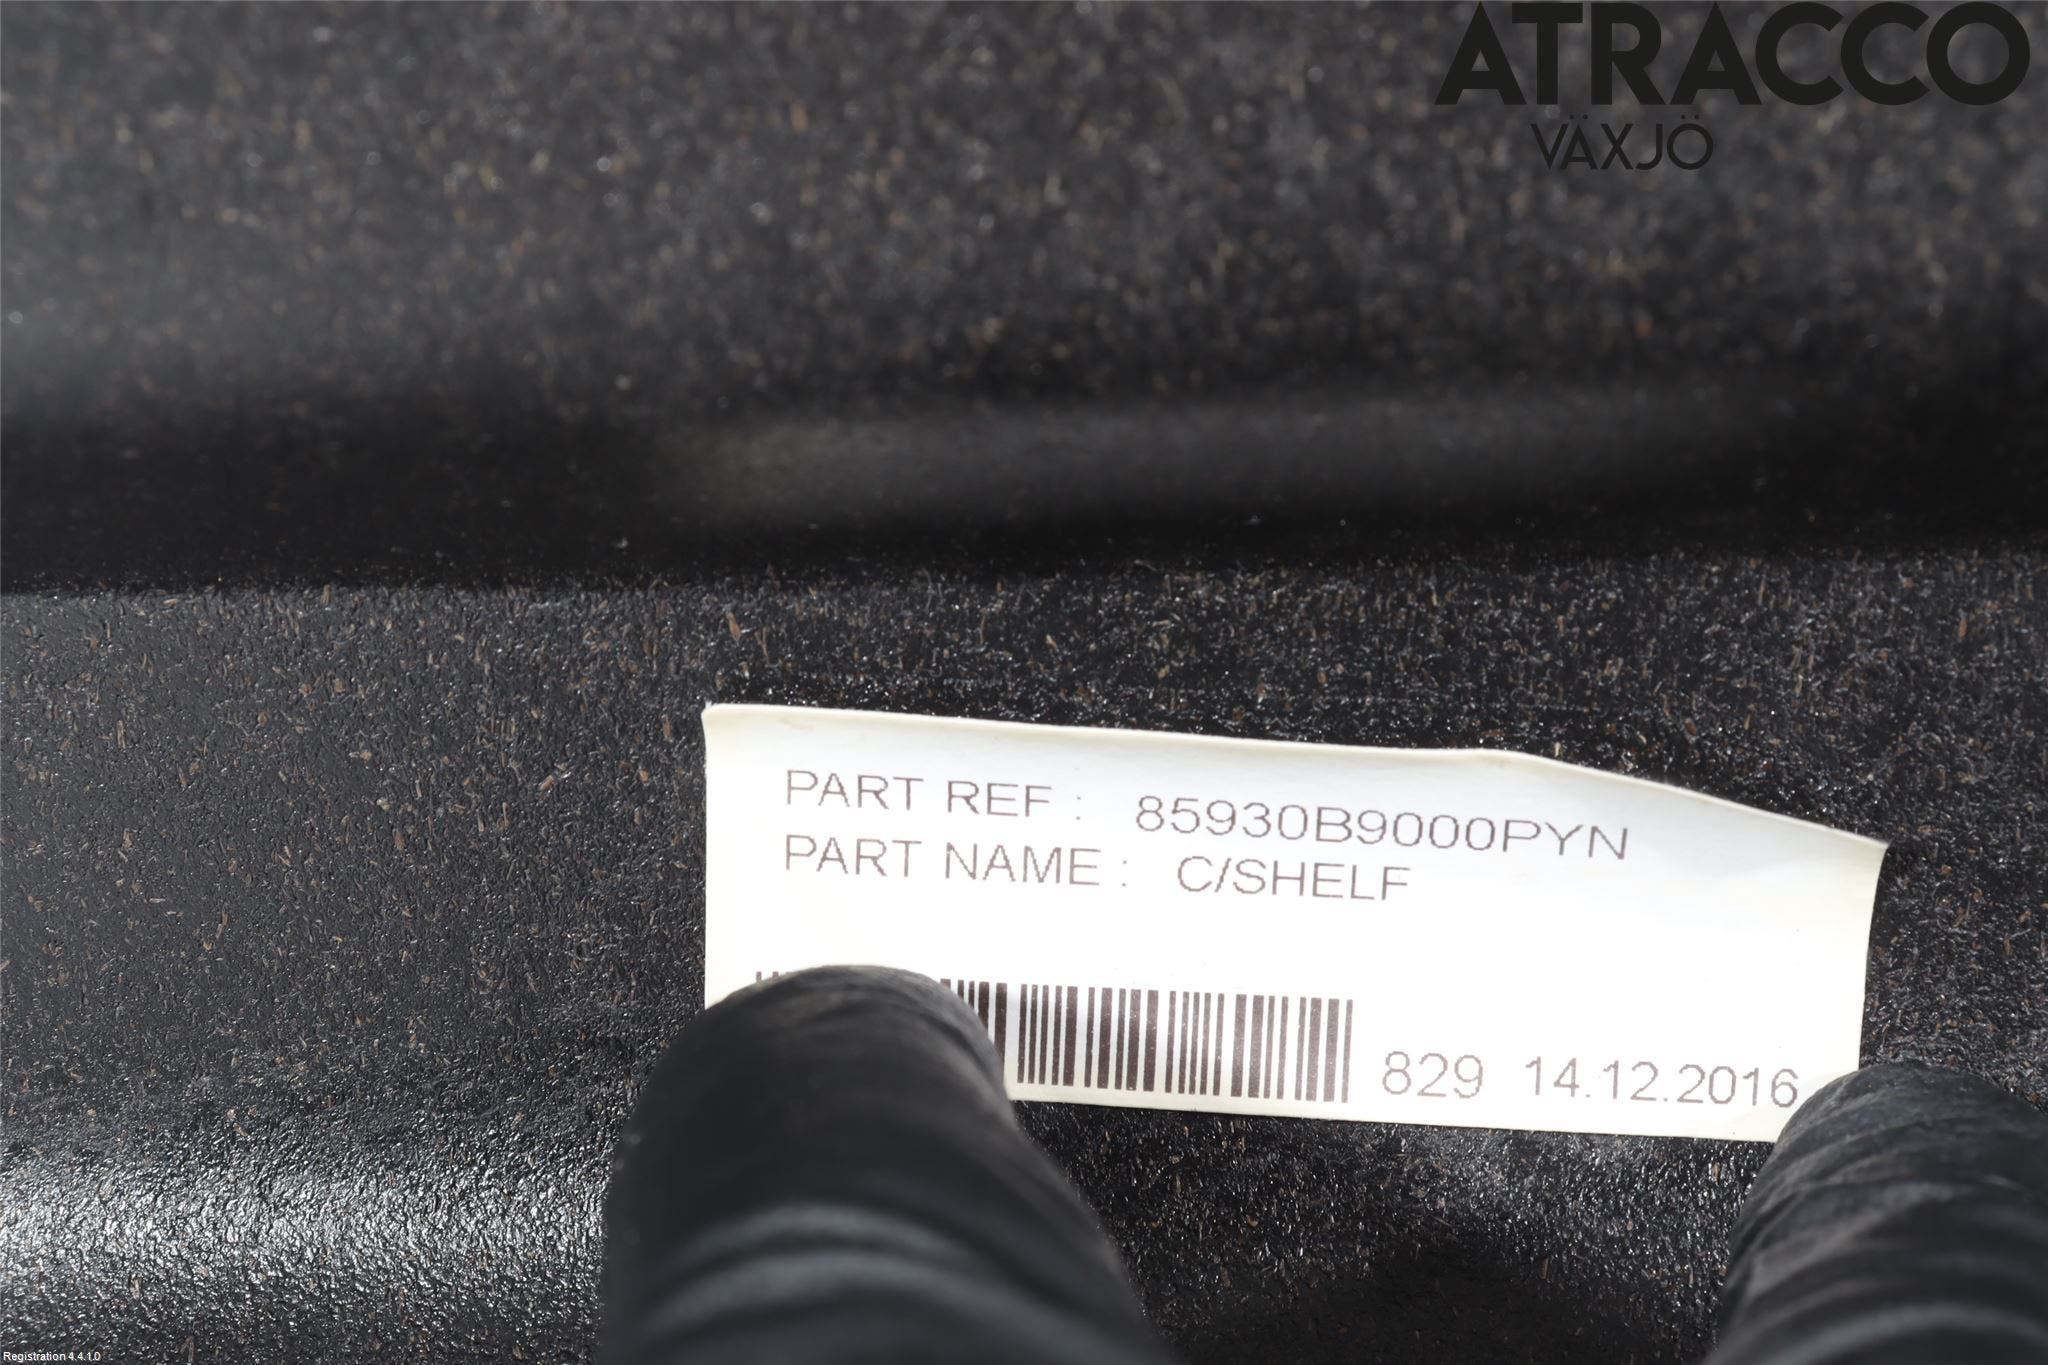 ATRACCO
VÄXJÖ
PART REF : 85930B9000PYN
PART NAME : C/SHELF
829 14.12.2016
Registration 4.4.1.0